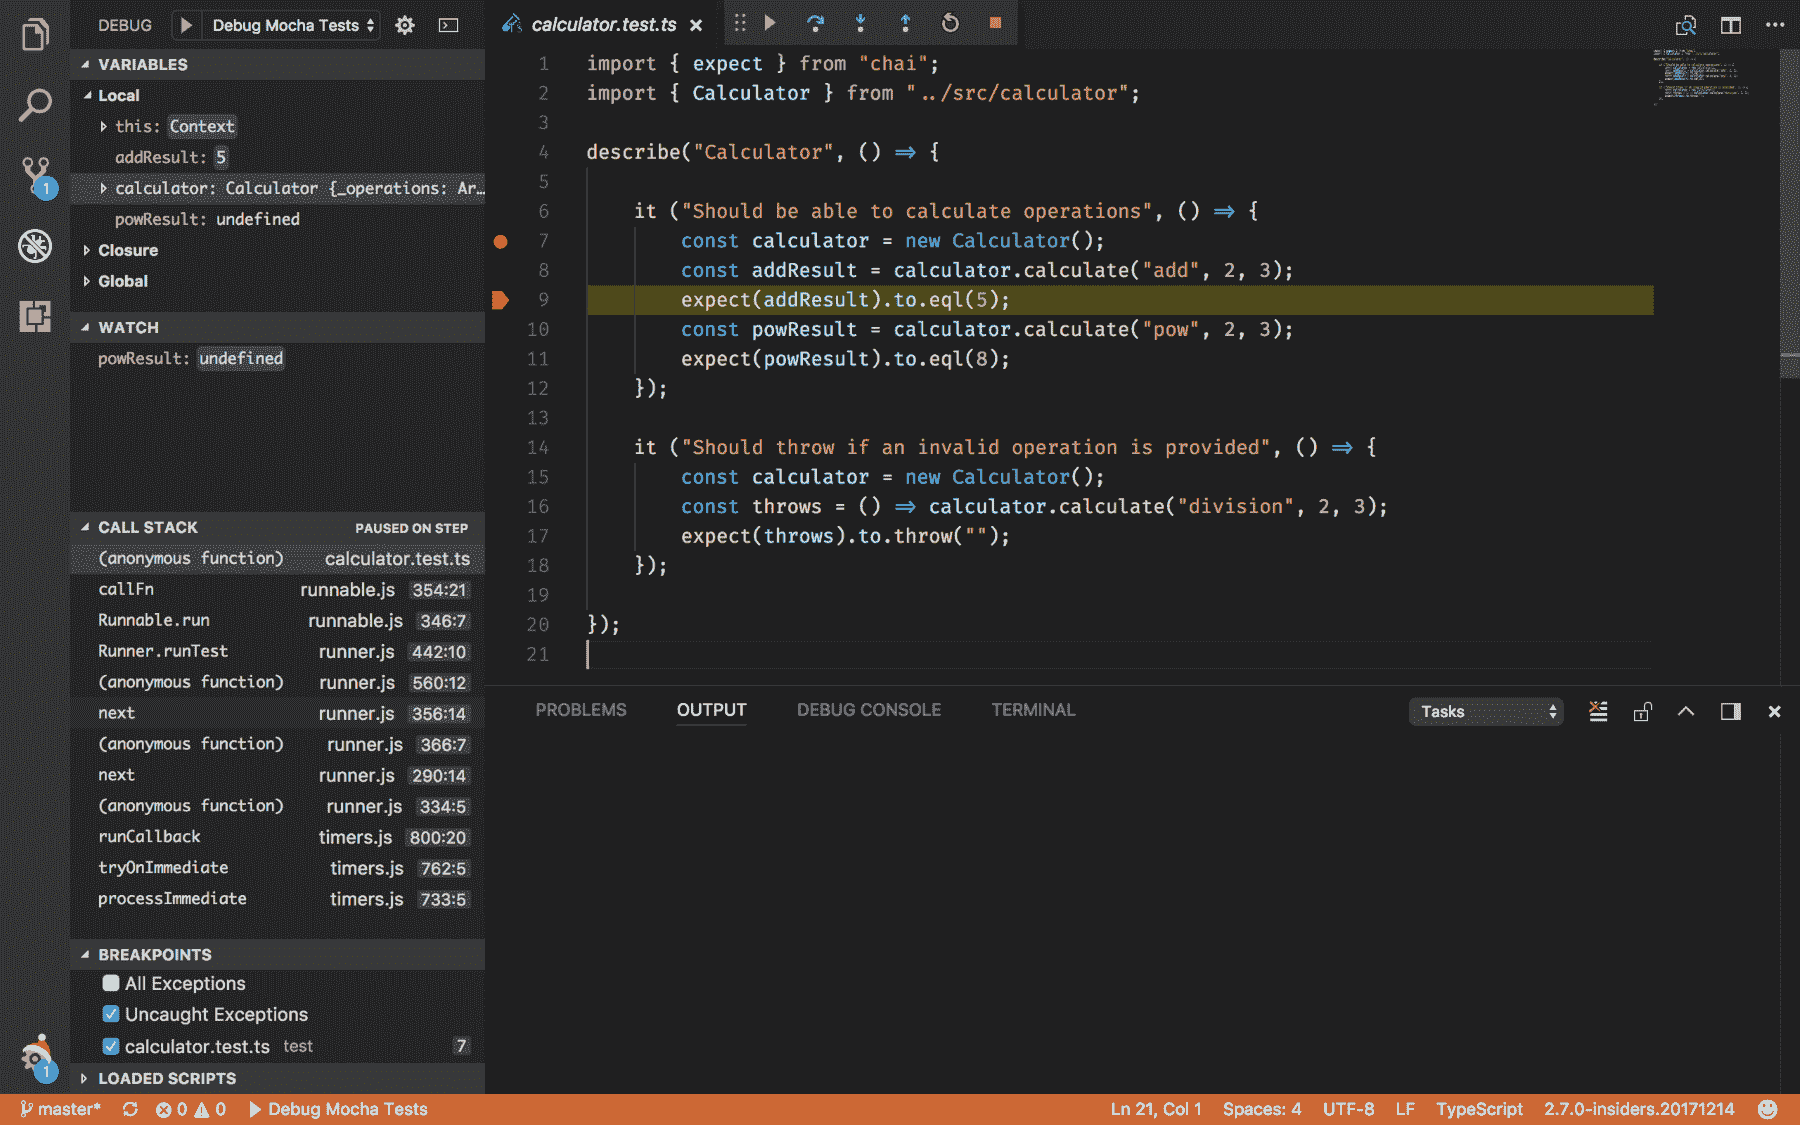 DEBUG Debug Mocha Tests
VARIABLES
Local
this: Context
addResult: 5
calculator: Calculator {_operations: Ar…
powResult: undefined
Closure
Global
WATCH
powResult: undefined
CALL STACK PAUSED ON STEP
(anonymous function) calculator.test.ts
callFn runnable.js 354:21
Runnable.run runnable.js 346:7
Runner.runTest runner.js 442:10
(anonymous function) runner.js 560:12
next runner.js 356:14
(anonymous function) runner.js 366:7
next runner.js 290:14
(anonymous function) runner.js 334:5
runCallback timers.js 800:20
tryOnImmediate timers.js 762:5
processImmediate timers.js 733:5
BREAKPOINTS
All Exceptions
Uncaught Exceptions
calculator.test.ts test 7
LOADED SCRIPTS
1
1
calculator.test.ts
1 import { expect } from "chai";
2 import { Calculator } from "../src/calculator";
3
4 describe("Calculator", () => {
5
6 it ("Should be able to calculate operations", () => {
7 const calculator = new Calculator();
8 const addResult = calculator.calculate("add", 2, 3);
9 expect(addResult).to.eql(5);
10 const powResult = calculator.calculate("pow", 2, 3);
11 expect(powResult).to.eql(8);
12 });
13
14 it ("Should throw if an invalid operation is provided", () => {
15 const calculator = new Calculator();
16 const throws = () => calculator.calculate("division", 2, 3);
17 expect(throws).to.throw("");
18 });
19
20 });
21
PROBLEMS OUTPUT DEBUG CONSOLE TERMINAL Tasks
master* 0 0 Debug Mocha Tests Ln 21, Col 1 Spaces: 4 UTF-8 LF TypeScript 2.7.0-insiders.20171214